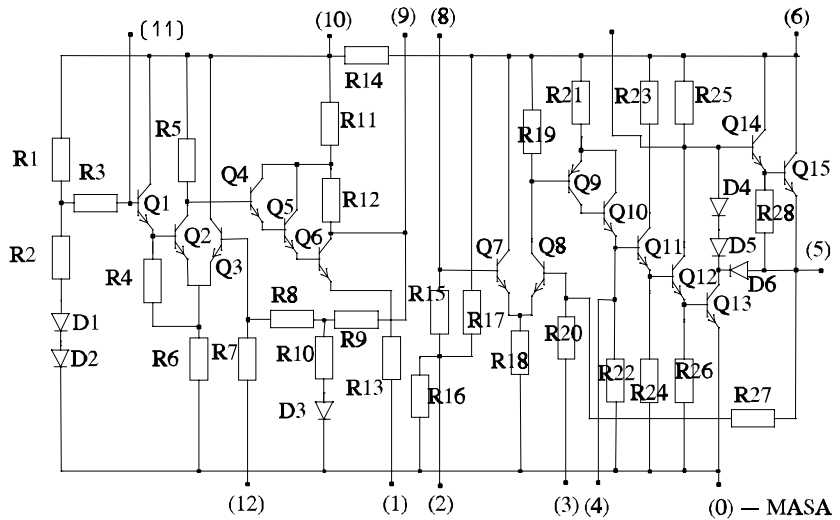 (11) (10) (9) (8) (6)
R14
R21 R23 R25
R11 R19 Q14
R5
R1 R3 Q4 R12 Q9 D4 Q15
Q1 Q5 Q10 R28
R2 Q2 Q6 Q7 Q8 Q11 D5 (5)
R4 Q3 Q12 D6
R8 R15 Q13
D1 R17 R20
R6 R7 R10 R9 R18
D2 R13 R22 R26
R16 R24 R27
D3
(12) (1) (2) (3) (4) (0) — MASA